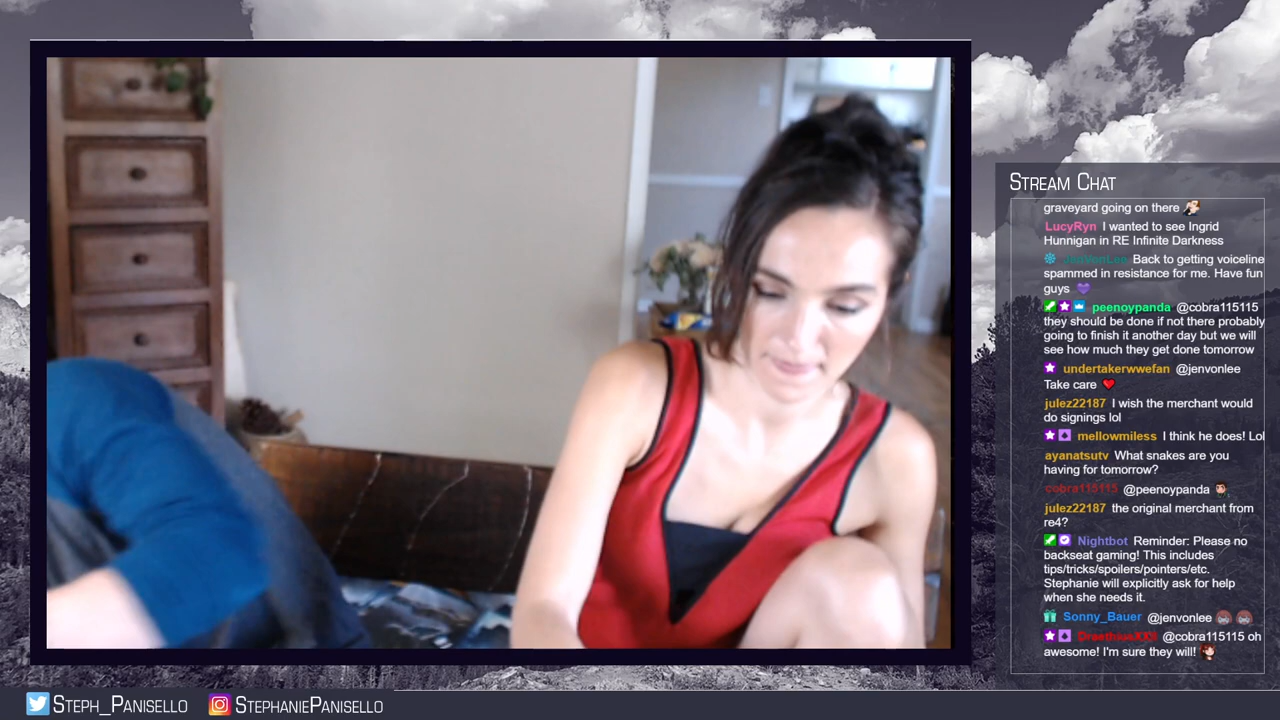 STREAM CHAT
graveyard going on there
LucyRyn I wanted to see Ingrid
Hunnigan in RE Infinite Darkness
JenVonLee Back to getting voiceline
spammed in resistance for me. Have fun
guys
peenoypanda @cobra115115
they should be done if not there probably
going to finish it another day but we will
see how much they get done tomorrow
undertakerwwefan @jenvonlee
Take care
julez22187 I wish the merchant would
do signings lol
mellowmiless I think he does! Lol
ayanatsutv What snakes are you
having for tomorrow?
cobra115115 @peenoypanda
julez22187 the original merchant from
re4?
Nightbot Reminder: Please no
backseat gaming! This includes
tips/tricks/spoilers/pointers/etc.
Stephanie will explicitly ask for help
when she needs it.
Sonny_Bauer @jenvonlee
@cobra115115 oh
awesome! I'm sure they will!
STEPH_PANISELLO
STEPHANIEPANISELLO